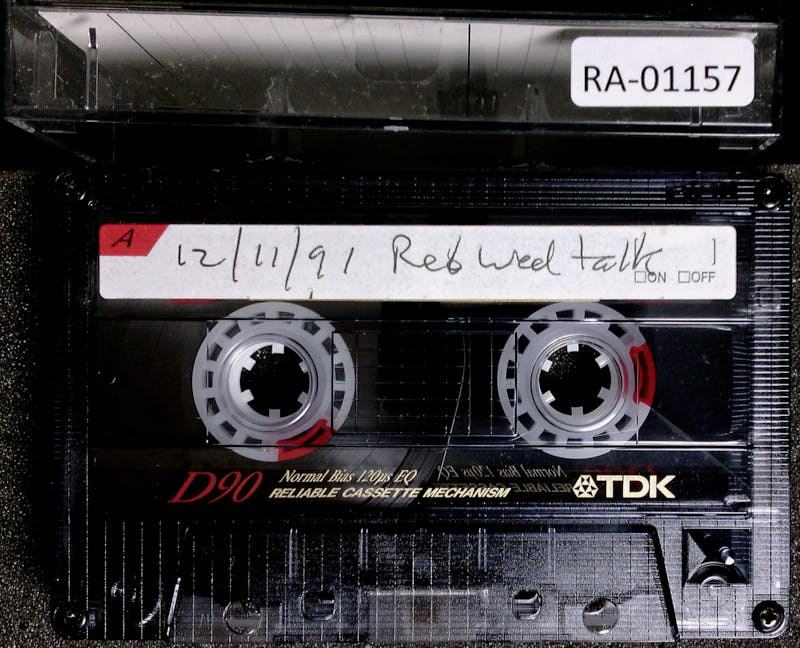 RA-01157
A 12/11/91 Reb Wed talk 1
ON OFF
D90 Normal Bias 120μs EQ
RELIABLE CASSETTE MECHANISM
TDK